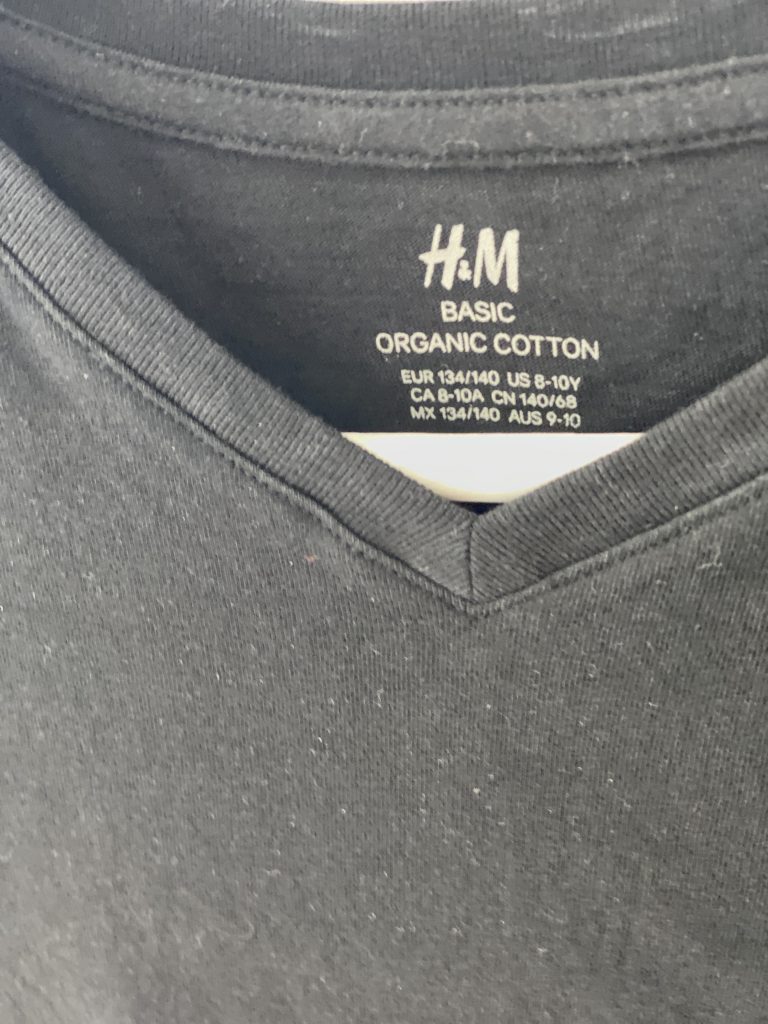 H&M
BASIC
ORGANIC COTTON
EUR 134/140 US 8-10Y
CA 8-10A CN 140/68
MX 134/140 AUS 9-10